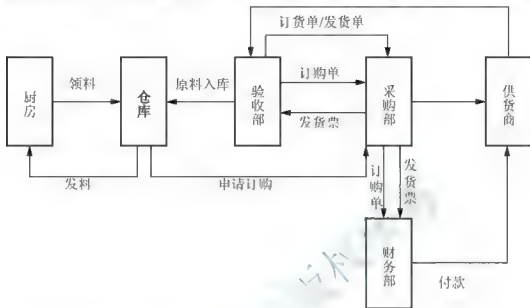 订货单/发货单
领料
原料入库
订购单
厨房
仓库
验收部
采购部
供货商
发货票
发料
申请订购
订购单
发货票
财务部
付款